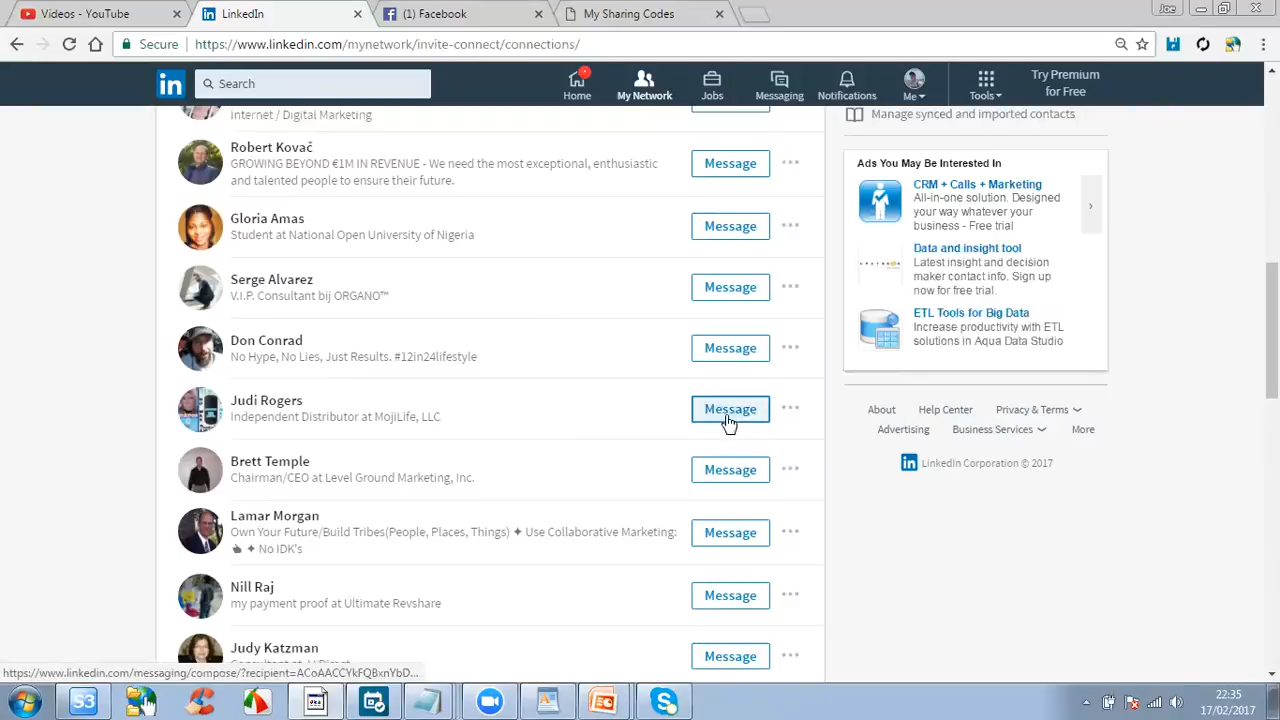 Videos - YouTube
LinkedIn
(1) Facebook
My Sharing Codes
Joe
Secure
https://www.linkedin.com/mynetwork/invite-connect/connections/
in
Search
Home
My Network
Jobs
Messaging
Notifications
Me
Tools
Try Premium
for Free
Internet / Digital Marketing
Manage synced and imported contacts
Robert Kovač
GROWING BEYOND €1M IN REVENUE - We need the most exceptional, enthusiastic
and talented people to ensure their future.
Message
Gloria Amas
Student at National Open University of Nigeria
Message
Serge Alvarez
V.I.P. Consultant bij ORGANO™
Message
Don Conrad
No Hype, No Lies, Just Results. #12in24lifestyle
Message
Judi Rogers
Independent Distributor at MojiLife, LLC
Message
Brett Temple
Chairman/CEO at Level Ground Marketing, Inc.
Message
Lamar Morgan
Own Your Future/Build Tribes(People, Places, Things) ✦ Use Collaborative Marketing:
✦ No IDK's
Message
Nill Raj
my payment proof at Ultimate Revshare
Message
Judy Katzman
Message
Ads You May Be Interested In
CRM + Calls + Marketing
All-in-one solution. Designed
your way whatever your
business - Free trial
Data and insight tool
Latest insight and decision
maker contact info. Sign up
now for free trial.
ETL Tools for Big Data
Increase productivity with ETL
solutions in Aqua Data Studio
About
Help Center
Privacy & Terms
Advertising
Business Services
More
in LinkedIn Corporation © 2017
https://www.linkedin.com/messaging/compose/?recipient=ACoAACCYkFQBxnYbD...
S3
22:35
17/02/2017